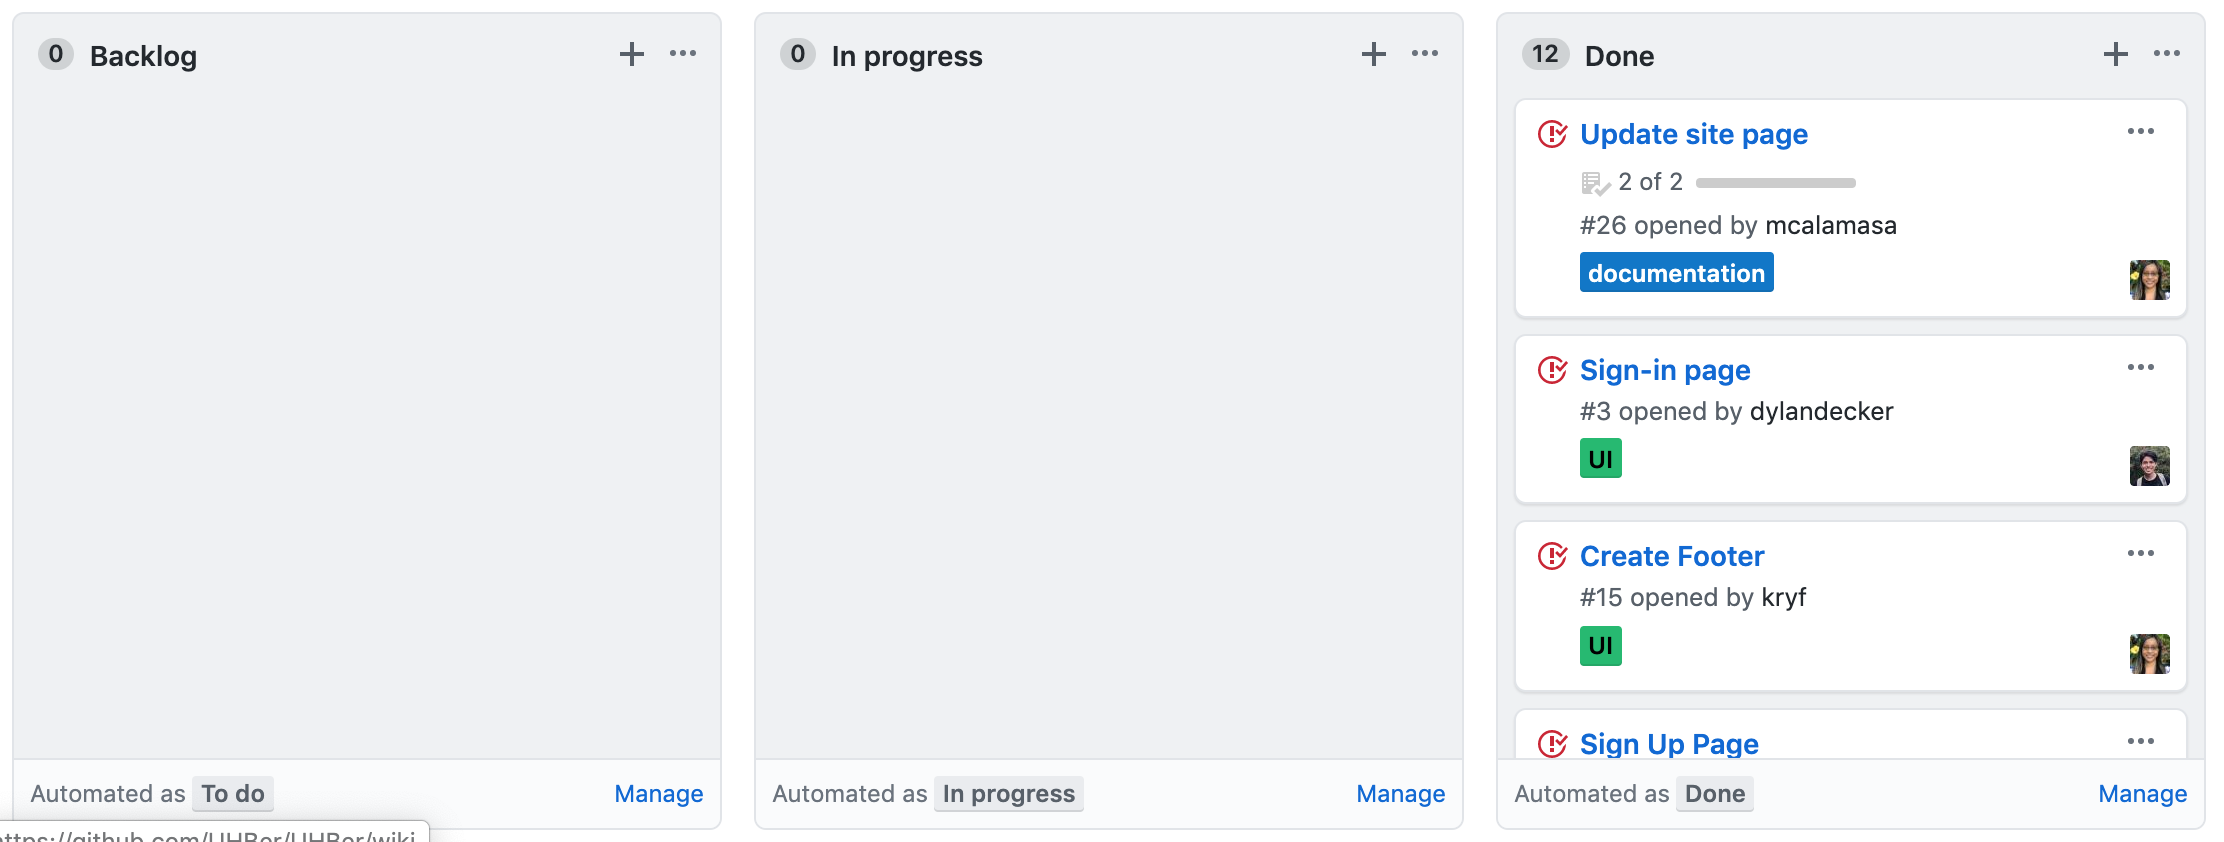 0 Backlog
0 In progress
12 Done
Update site page
2 of 2
#26 opened by mcalamasa
documentation
Sign-in page
#3 opened by dylandecker
UI
Create Footer
#15 opened by kryf
UI
Sign Up Page
Automated as To do Manage
Automated as In progress Manage
Automated as Done Manage
ttps://github.com/UHBer/UHBer/wiki